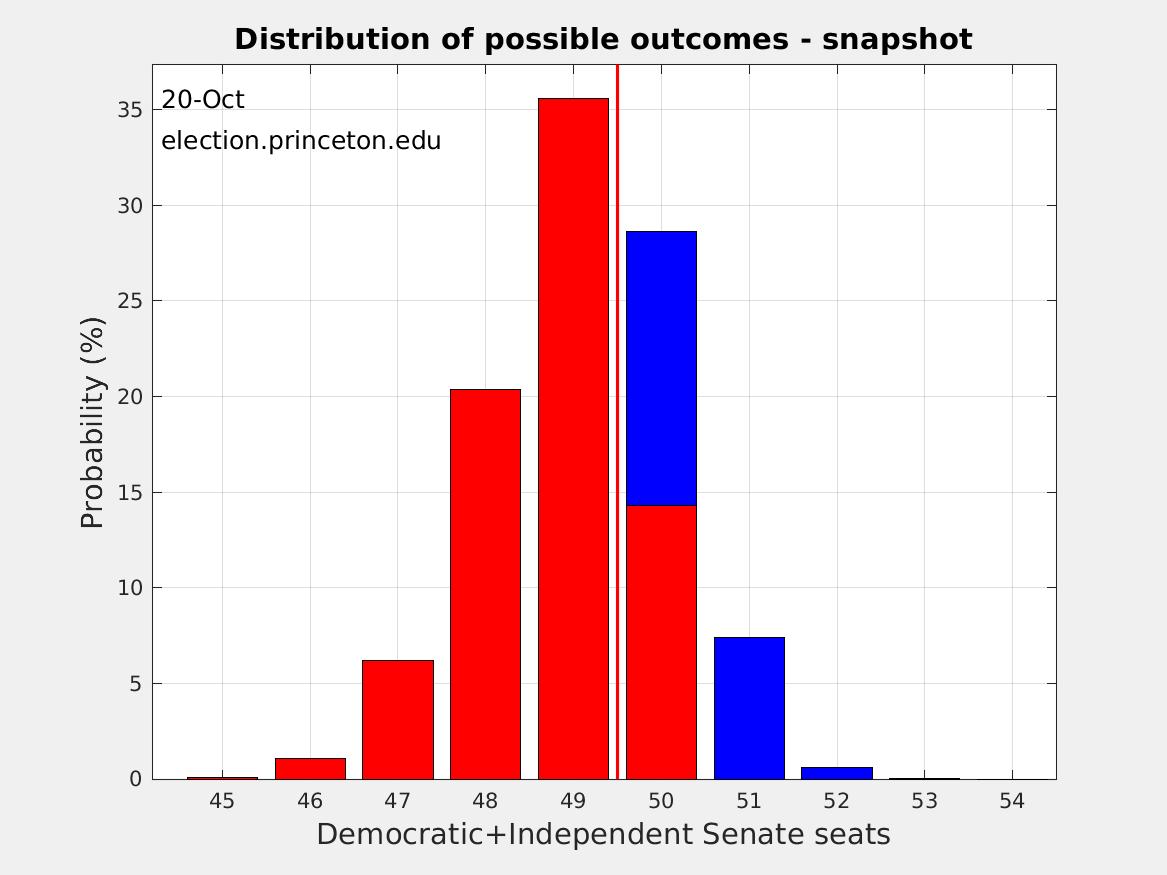 Distribution of possible outcomes - snapshot
20-Oct
election.princeton.edu
35
30
25
20
15
10
5
0
Probability (%)
45 46 47 48 49 50 51 52 53 54
Democratic+Independent Senate seats